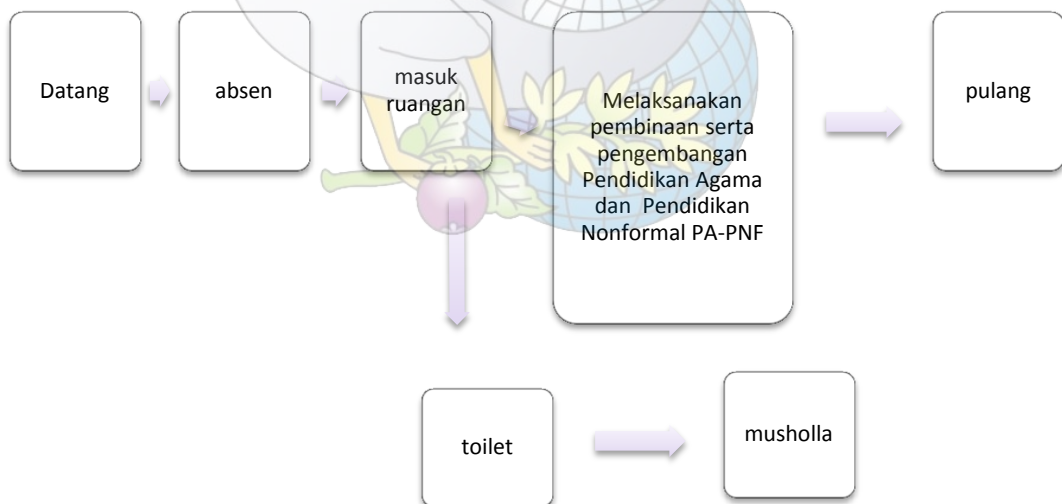 Datang
absen
masuk
ruangan
Melaksanakan
pembinaan serta
pengembangan
Pendidikan Agama
dan Pendidikan
Nonformal PA-PNF
pulang
toilet
musholla